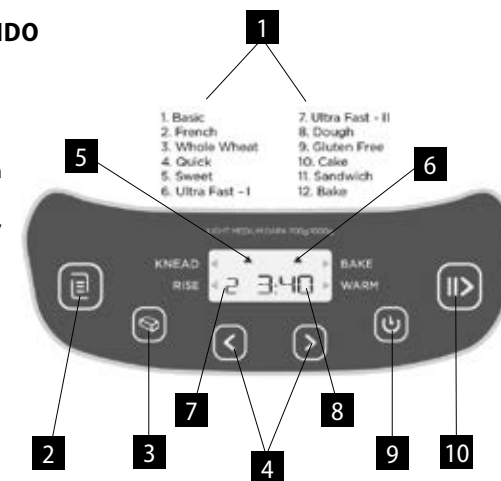 NDO
1
1. Basic
2. French
3. Whole Wheat
4. Quick
5. Sweet
6. Ultra Fast - I
7. Ultra Fast - II
8. Dough
9. Gluten Free
10. Cake
11. Sandwich
12. Bake
5
6
LIGHT MEDIUM DARK 700g 1000g
KNEAD
BAKE
RISE
2 3:40
WARM
7
8
2
3
4
9
10